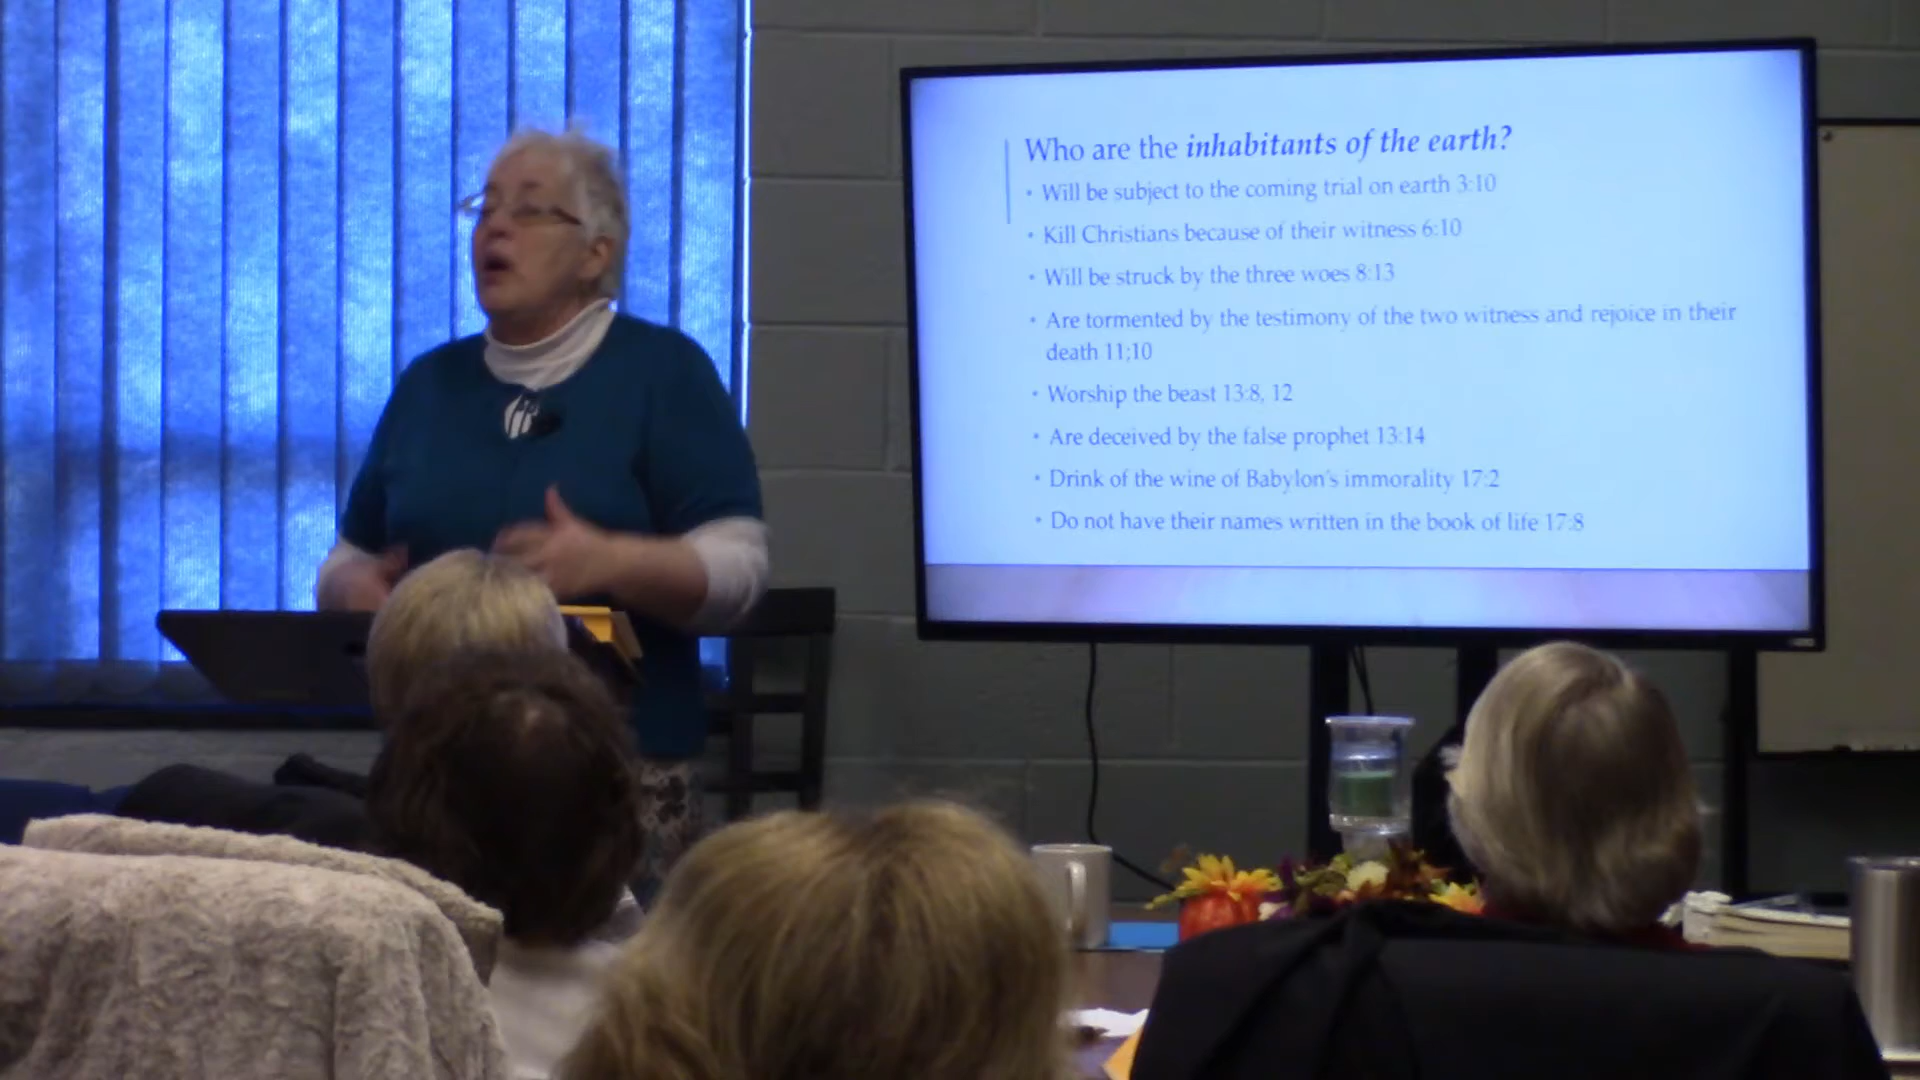 Who are the inhabitants of the earth?
• Will be subject to the coming trial on earth 3:10
• Kill Christians because of their witness 6:10
• Will be struck by the three woes 8:13
• Are tormented by the testimony of the two witness and rejoice in their
death 11;10
• Worship the beast 13:8, 12
• Are deceived by the false prophet 13:14
• Drink of the wine of Babylon's immorality 17:2
• Do not have their names written in the book of life 17:8